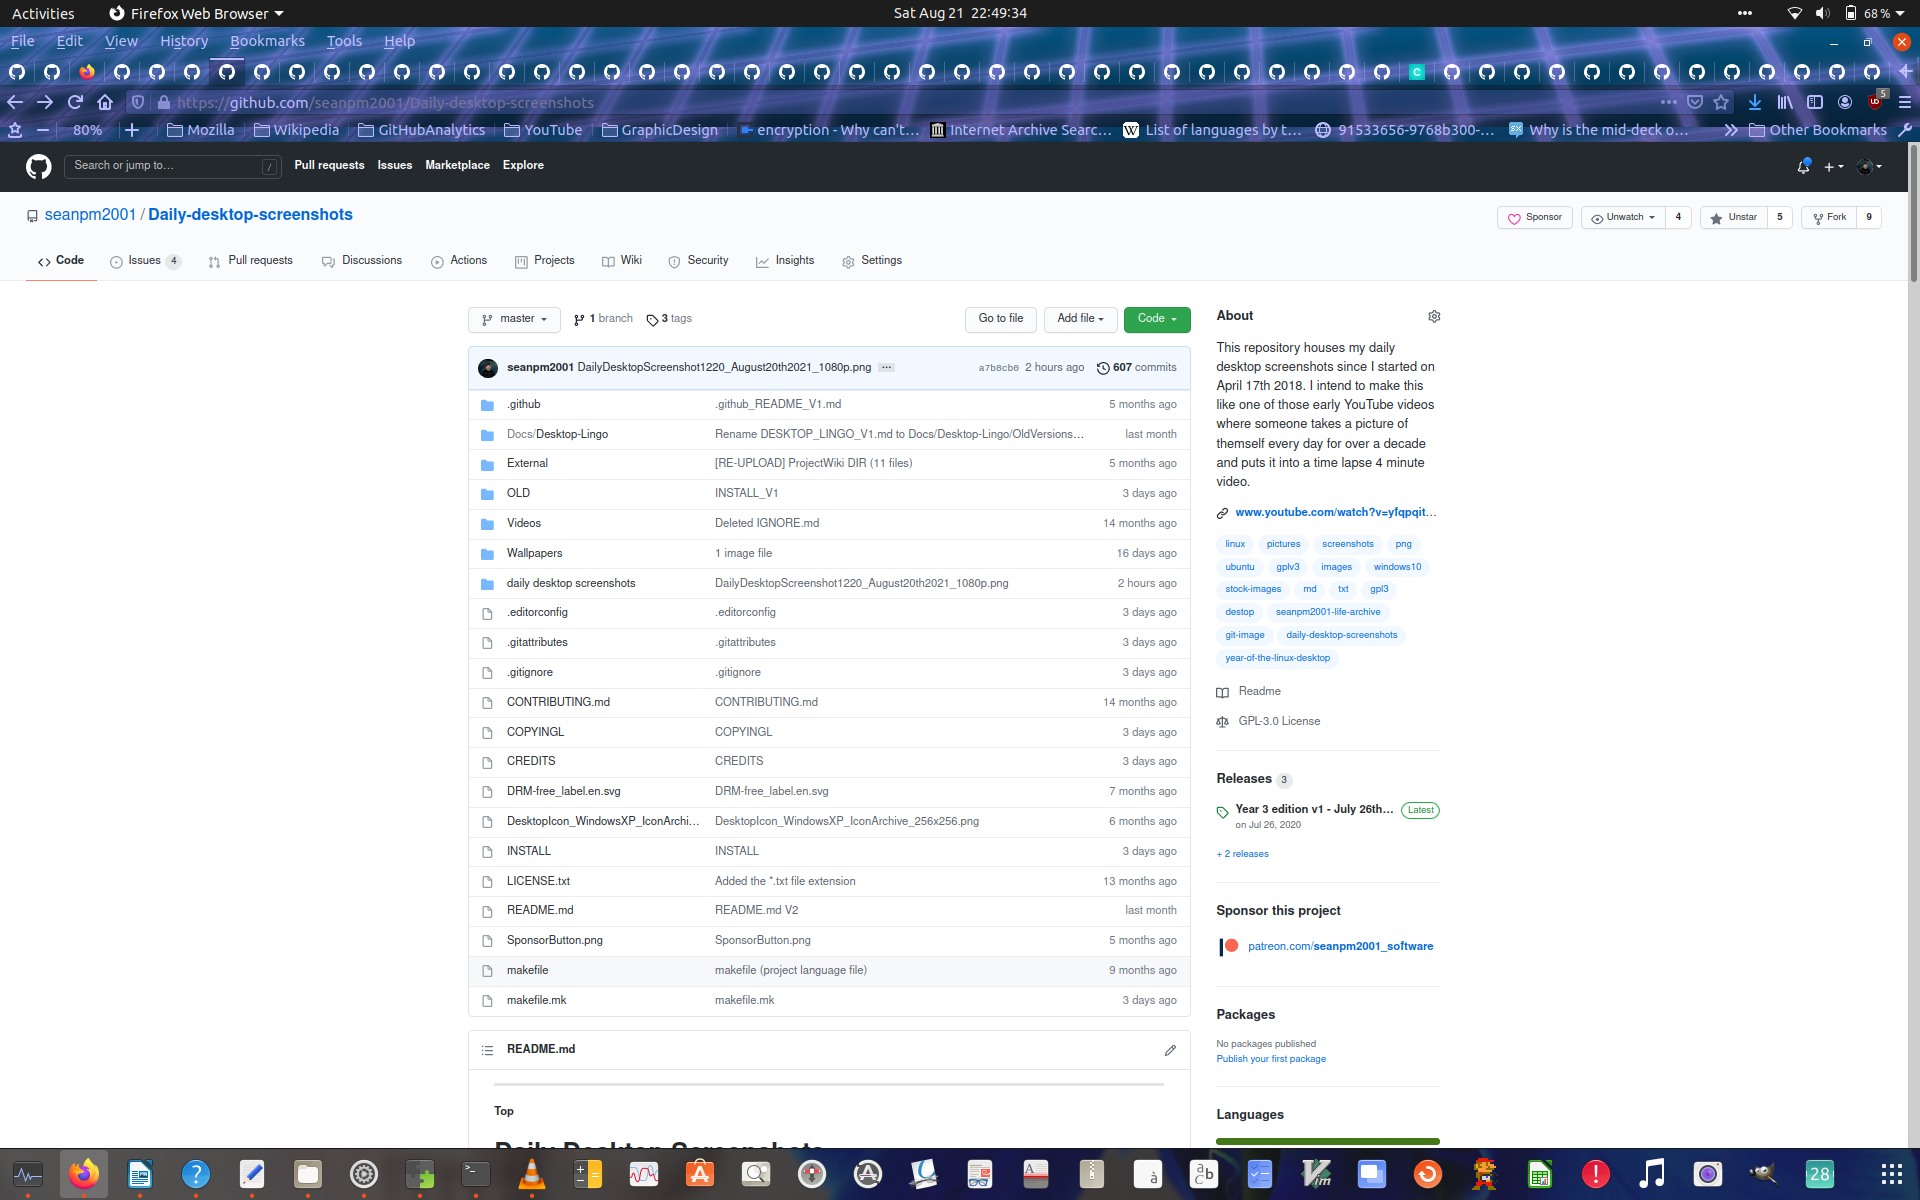 Activities Firefox Web Browser Sat Aug 21 22:49:34 68 %
File Edit View History Bookmarks Tools Help
https://github.com/seanpm2001/Daily-desktop-screenshots 5
80% Mozilla Wikipedia GitHubAnalytics YouTube GraphicDesign encryption - Why can't… Internet Archive Searc… List of languages by t… 91533656-9768b300-… Why is the mid-deck o… Other Bookmarks
Search or jump to… / Pull requests Issues Marketplace Explore
seanpm2001 / Daily-desktop-screenshots Sponsor Unwatch 4 Unstar 5 Fork 9
Code Issues 4 Pull requests Discussions Actions Projects Wiki Security Insights Settings
master 1 branch 3 tags Go to file Add file Code
seanpm2001 DailyDesktopScreenshot1220_August20th2021_1080p.png ... a7b8cb0 2 hours ago 607 commits
.github .github_README_V1.md 5 months ago
Docs/Desktop-Lingo Rename DESKTOP_LINGO_V1.md to Docs/Desktop-Lingo/OldVersions… last month
External [RE-UPLOAD] ProjectWiki DIR (11 files) 5 months ago
OLD INSTALL_V1 3 days ago
Videos Deleted IGNORE.md 14 months ago
Wallpapers 1 image file 16 days ago
daily desktop screenshots DailyDesktopScreenshot1220_August20th2021_1080p.png 2 hours ago
.editorconfig .editorconfig 3 days ago
.gitattributes .gitattributes 3 days ago
.gitignore .gitignore 3 days ago
CONTRIBUTING.md CONTRIBUTING.md 14 months ago
COPYINGL COPYINGL 3 days ago
CREDITS CREDITS 3 days ago
DRM-free_label.en.svg DRM-free_label.en.svg 7 months ago
DesktopIcon_WindowsXP_IconArchi… DesktopIcon_WindowsXP_IconArchive_256x256.png 6 months ago
INSTALL INSTALL 3 days ago
LICENSE.txt Added the *.txt file extension 13 months ago
README.md README.md V2 last month
SponsorButton.png SponsorButton.png 5 months ago
makefile makefile (project language file) 9 months ago
makefile.mk makefile.mk 3 days ago
README.md
Top
Daily Desktop Screenshots
About
This repository houses my daily
desktop screenshots since I started on
April 17th 2018. I intend to make this
like one of those early YouTube videos
where someone takes a picture of
themself every day for over a decade
and puts it into a time lapse 4 minute
video.
www.youtube.com/watch?v=yfqpqit…
linux pictures screenshots png
ubuntu gplv3 images windows10
stock-images md txt gpl3
destop seanpm2001-life-archive
git-image daily-desktop-screenshots
year-of-the-linux-desktop
Readme
GPL-3.0 License
Releases 3
Year 3 edition v1 - July 26th… Latest
on Jul 26, 2020
+ 2 releases
Sponsor this project
patreon.com/seanpm2001_software
Packages
No packages published
Publish your first package
Languages
28